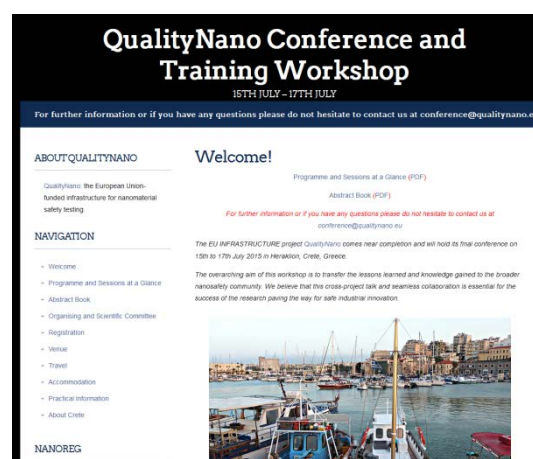 QualityNano Conference and
Training Workshop
15TH JULY – 17TH JULY
For further information or if you have any questions please do not hesitate to contact us at conference@qualitynano.e
ABOUT QUALITYNANO
QualityNano: the European Union-
funded infrastructure for nanomaterial
safety testing.
NAVIGATION
Welcome
Programme and Sessions at a Glance
Abstract Book
Organising and Scientific Committee
Registration
Venue
Travel
Accommodation
Practical Information
About Crete
NANOREG
Welcome!
Programme and Sessions at a Glance (PDF)
Abstract Book (PDF)
For further information or if you have any questions please do not hesitate to contact us at
conference@qualitynano.eu
The EU INFRASTRUCTURE project QualityNano comes near completion and will hold its final conference on
15th to 17th July 2015 in Heraklion, Crete, Greece.
The overarching aim of this workshop is to transfer the lessons learned and knowledge gained to the broader
nanosafety community. We believe that this cross-project talk and seamless collaboration is essential for the
success of the research paving the way for safe industrial innovation.